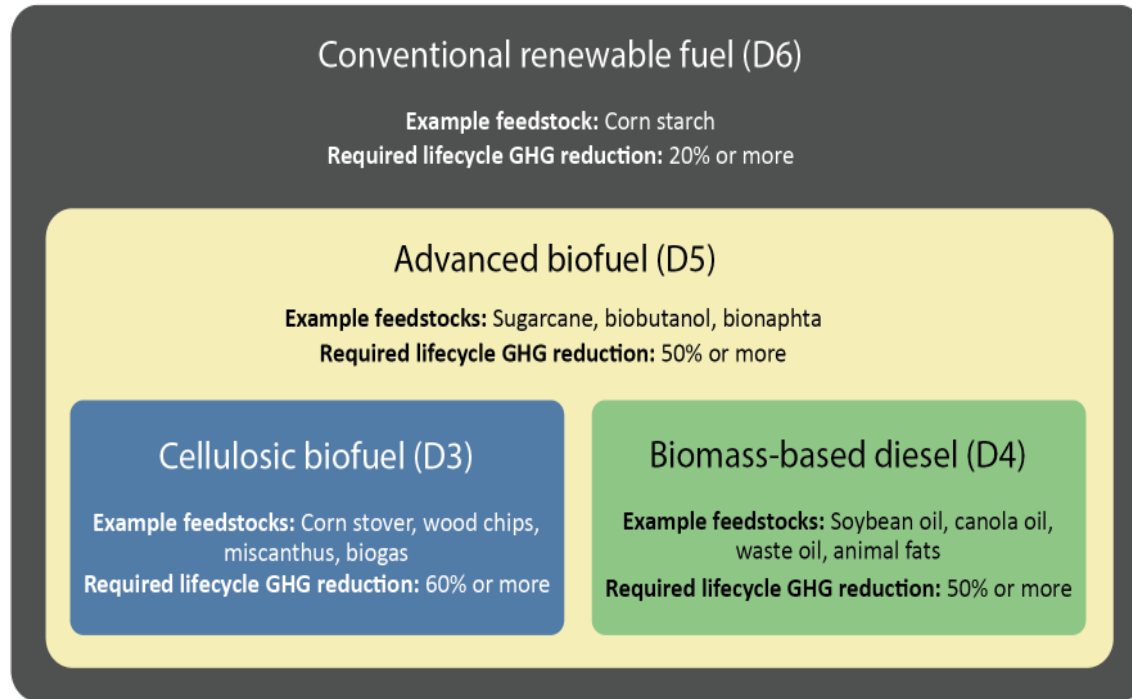 Conventional renewable fuel (D6)
Example feedstock: Corn starch
Required lifecycle GHG reduction: 20% or more
Advanced biofuel (D5)
Example feedstocks: Sugarcane, biobutanol, bionaphta
Required lifecycle GHG reduction: 50% or more
Cellulosic biofuel (D3)
Example feedstocks: Corn stover, wood chips,
miscanthus, biogas
Required lifecycle GHG reduction: 60% or more
Biomass-based diesel (D4)
Example feedstocks: Soybean oil, canola oil,
waste oil, animal fats
Required lifecycle GHG reduction: 50% or more